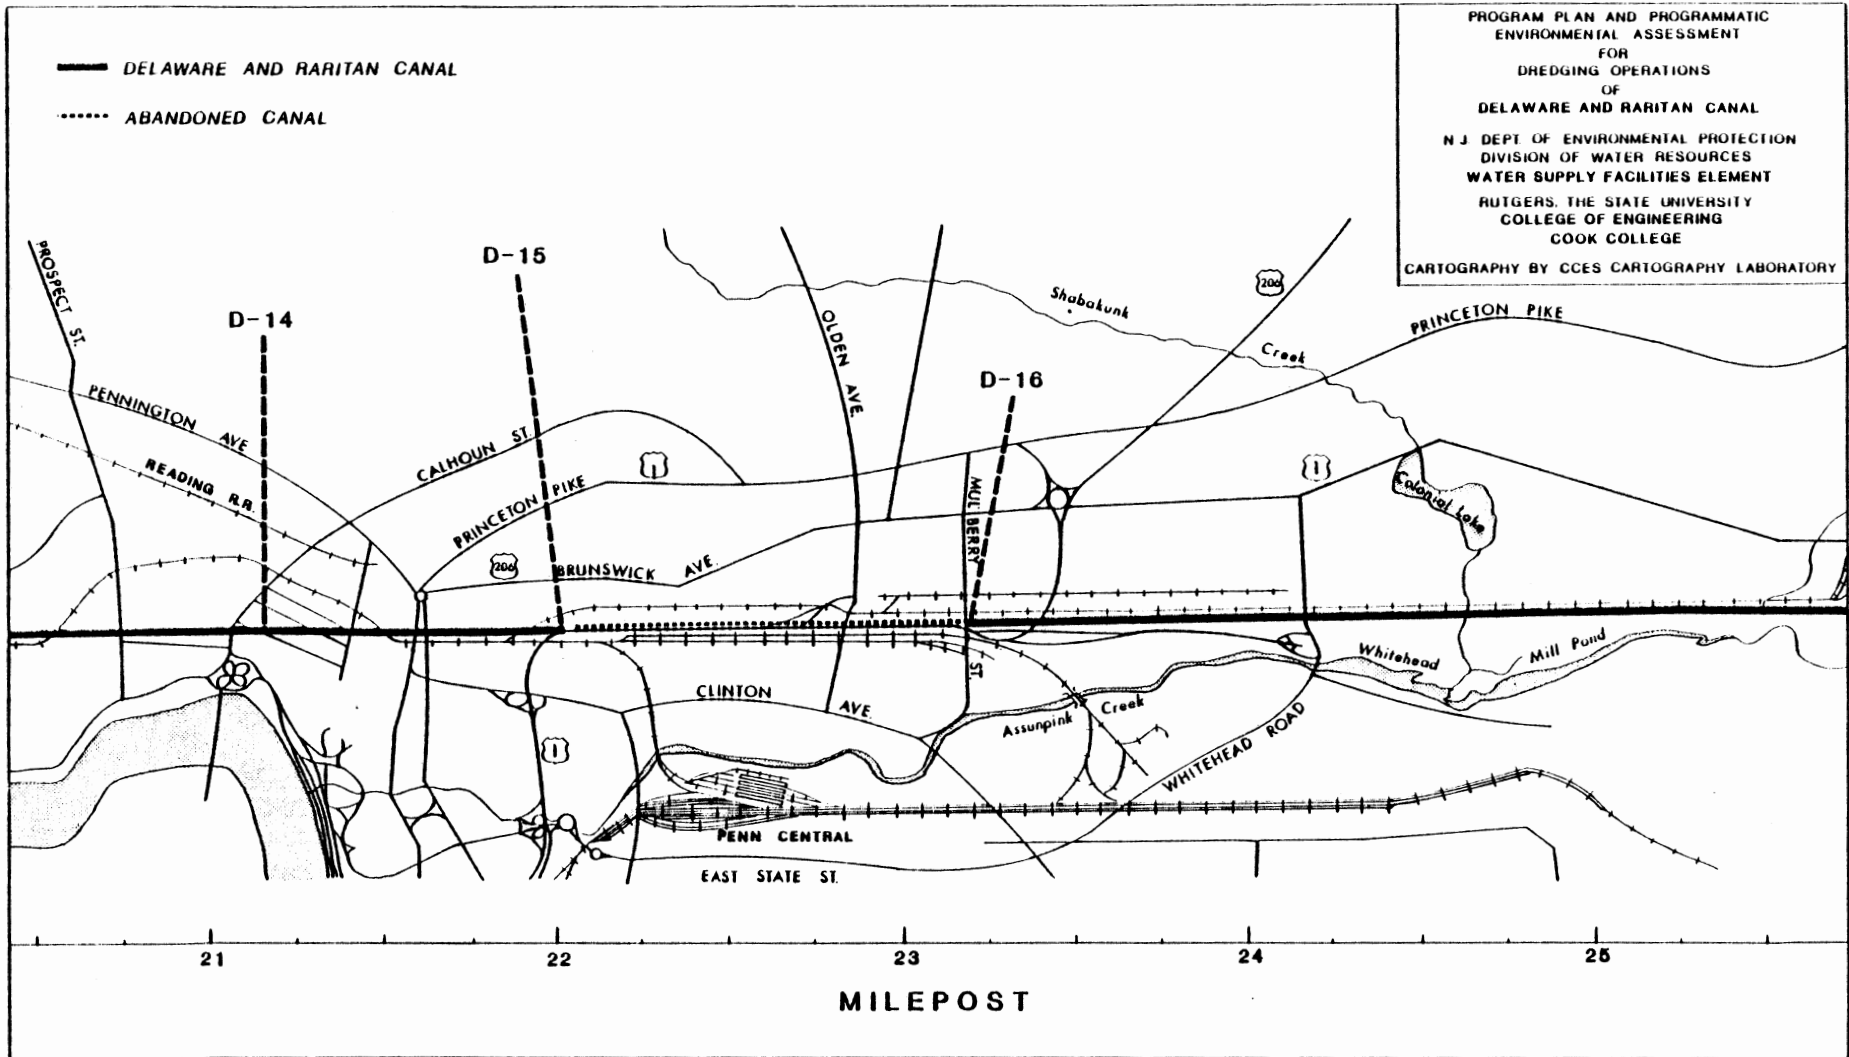 PROGRAM PLAN AND PROGRAMMATIC
ENVIRONMENTAL ASSESSMENT
FOR
DREDGING OPERATIONS
OF
DELAWARE AND RARITAN CANAL
N J DEPT. OF ENVIRONMENTAL PROTECTION
DIVISION OF WATER RESOURCES
WATER SUPPLY FACILITIES ELEMENT
RUTGERS, THE STATE UNIVERSITY
COLLEGE OF ENGINEERING
COOK COLLEGE
CARTOGRAPHY BY CCES CARTOGRAPHY LABORATORY
DELAWARE AND RARITAN CANAL
ABANDONED CANAL
PROSPECT ST.
D-14
D-15
D-16
PENNINGTON AVE
READING R.R.
CALHOUN ST.
1
PRINCETON PIKE
206
BRUNSWICK AVE.
OLDEN AVE.
MULBERRY ST.
Shabakunk Creek
206
PRINCETON PIKE
1
Colonial Lake
Whitehead Mill Pond
CLINTON AVE.
Assunpink Creek
WHITEHEAD ROAD
1
PENN CENTRAL
EAST STATE ST.
21
22
23
24
25
MILEPOST